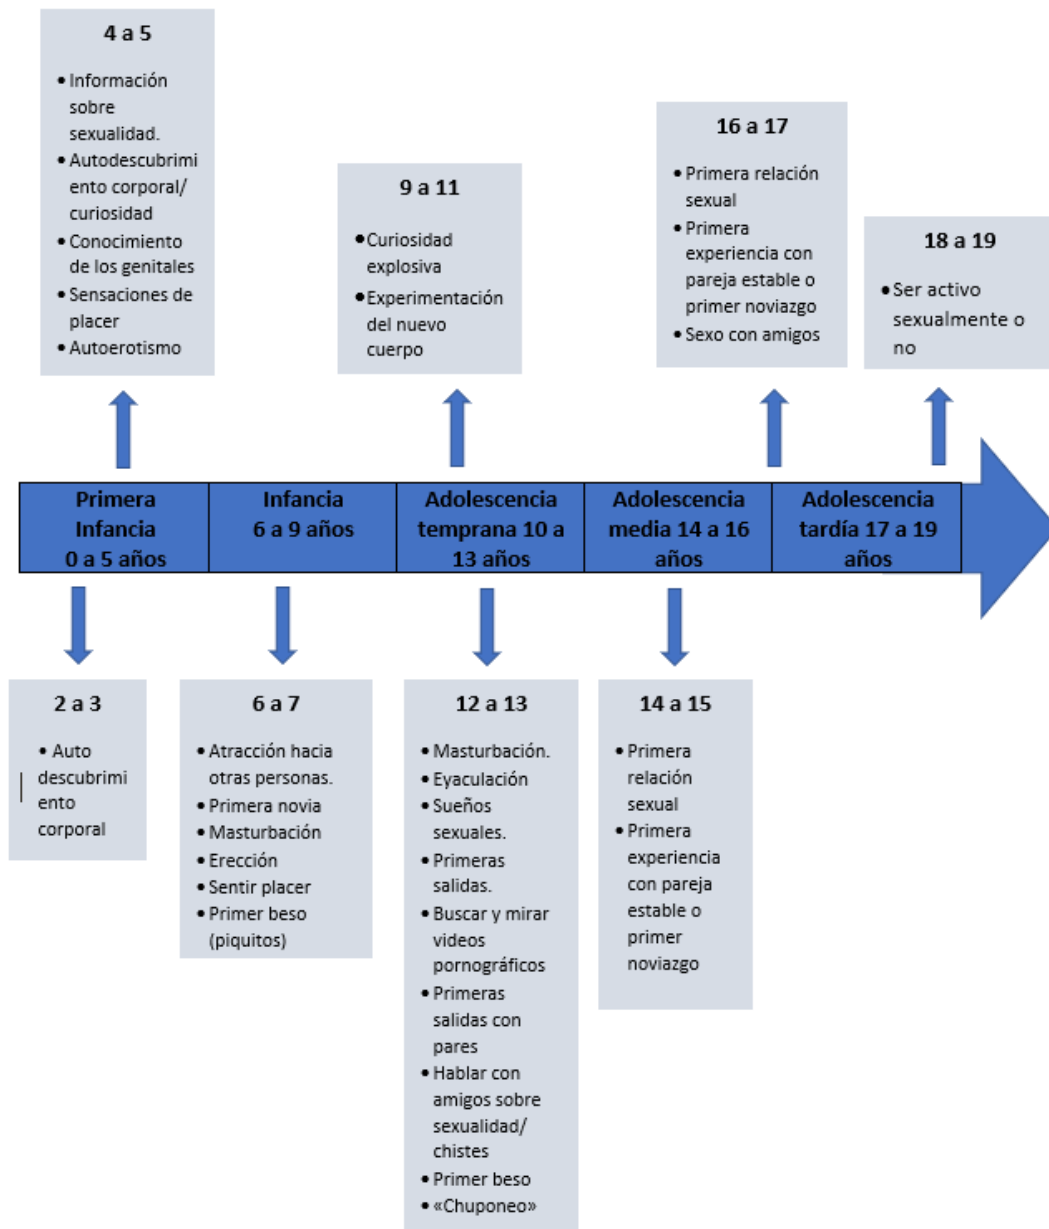 4 a 5
• Información
sobre
sexualidad.
• Autodescubrimi
ento corporal/
curiosidad
• Conocimiento
de los genitales
• Sensaciones de
placer
• Autoerotismo
9 a 11
• Curiosidad
explosiva
• Experimentación
del nuevo
cuerpo
16 a 17
• Primera relación
sexual
• Primera
experiencia con
pareja estable o
primer noviazgo
• Sexo con amigos
18 a 19
• Ser activo
sexualmente o
no
Primera
Infancia
0 a 5 años
Infancia
6 a 9 años
Adolescencia
temprana 10 a
13 años
Adolescencia
media 14 a 16
años
Adolescencia
tardía 17 a 19
años
2 a 3
• Auto
descubrimi
ento
corporal
6 a 7
• Atracción hacia
otras personas.
• Primera novia
• Masturbación
• Erección
• Sentir placer
• Primer beso
(piquitos)
12 a 13
• Masturbación.
• Eyaculación
• Sueños
sexuales.
• Primeras
salidas.
• Buscar y mirar
videos
pornográficos
• Primeras
salidas con
pares
• Hablar con
amigos sobre
sexualidad/
chistes
• Primer beso
• «Chuponeo»
14 a 15
• Primera
relación
sexual
• Primera
experiencia
con pareja
estable o
primer
noviazgo